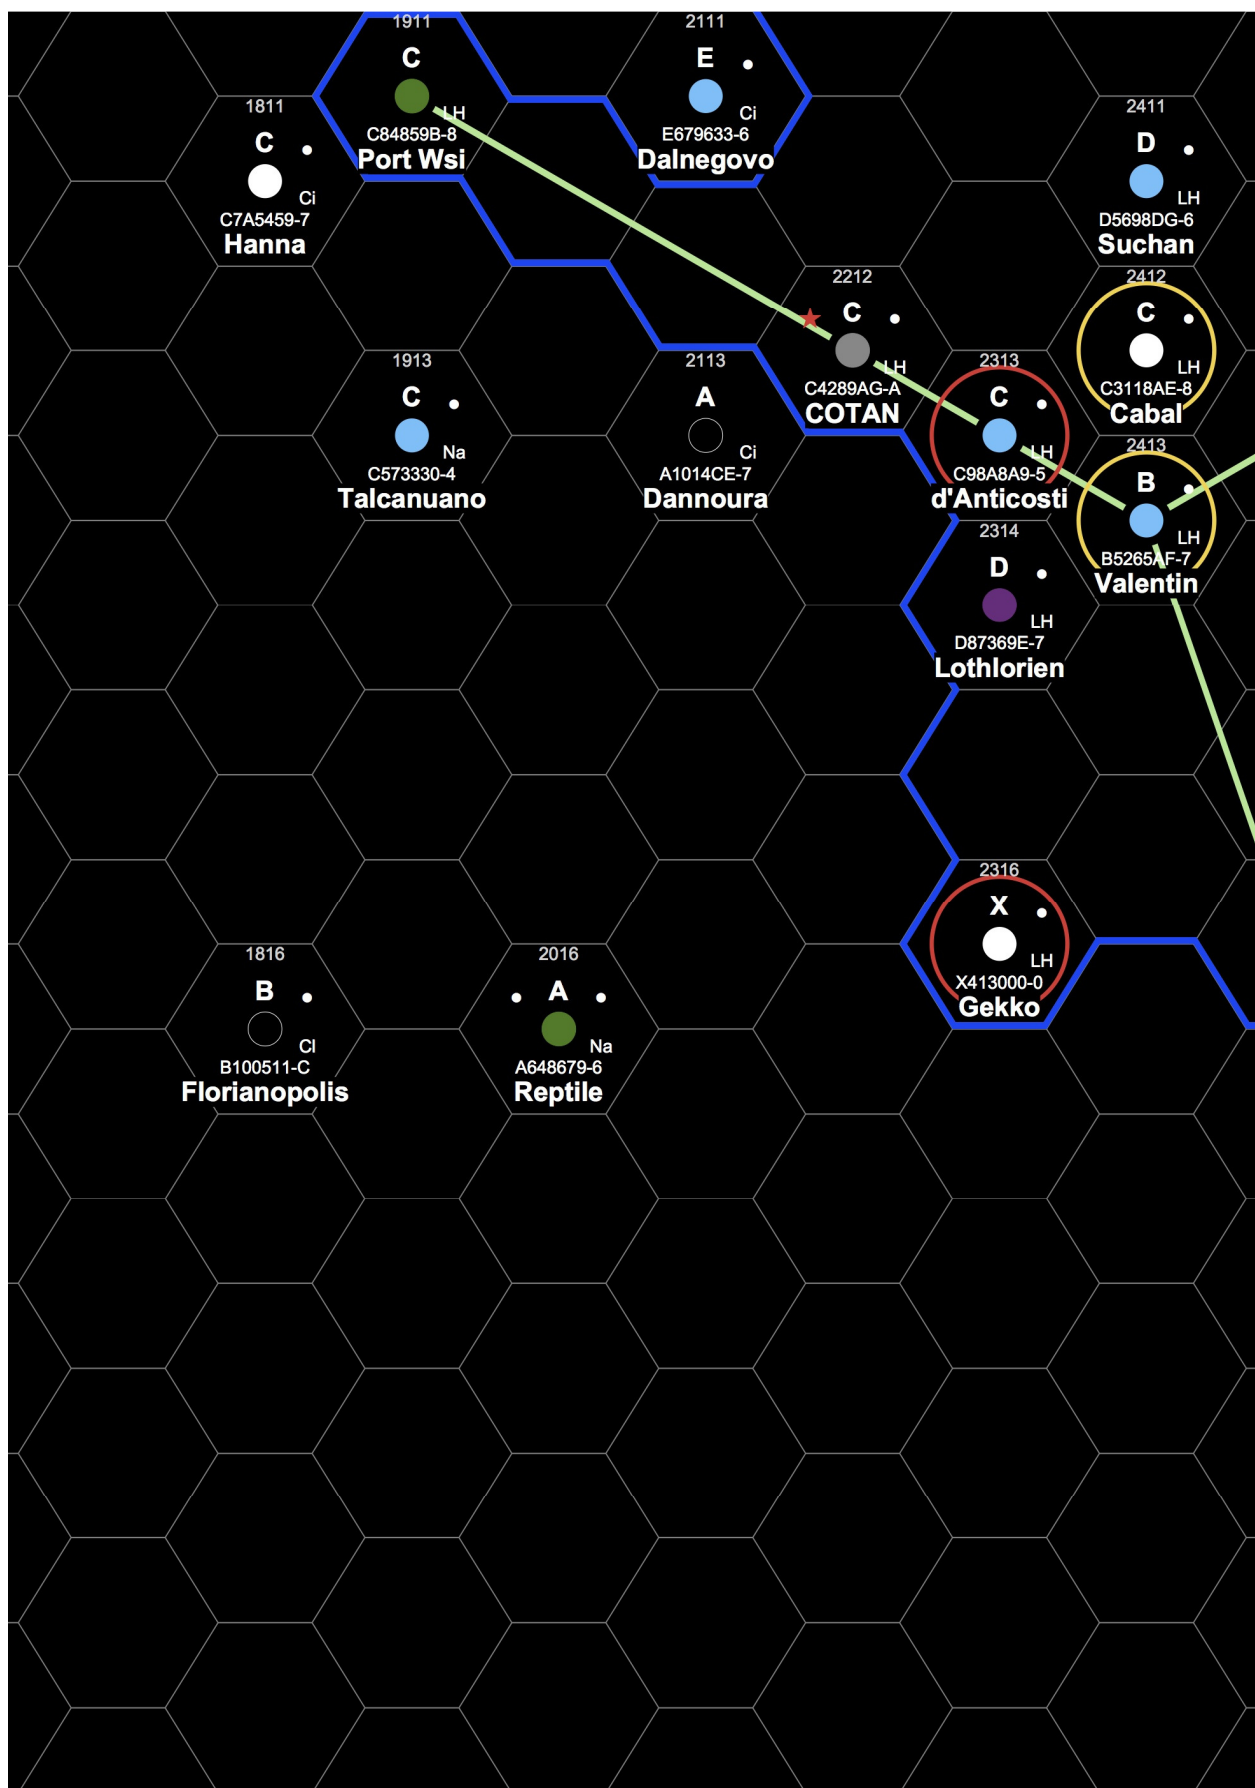 1911
C
LH
C84859B-8
Port Wsi
2111
E
Ci
E679633-6
Dalnegovo
1811
C
Ci
C7A5459-7
Hanna
2411
D
LH
D5698DG-6
Suchan
2212
C
LH
C4289AG-A
COTAN
2412
C
LH
C3118AE-8
Cabal
1913
C
Na
C573330-4
Talcanuano
2113
A
Ci
A1014CE-7
Dannoura
2313
C
LH
C98A8A9-5
d'Anticosti
2413
B
LH
B5265AF-7
Valentin
2314
D
LH
D87369E-7
Lothlorien
2316
X
LH
X413000-0
Gekko
1816
B
Cl
B100511-C
Florianopolis
2016
A
Na
A648679-6
Reptile